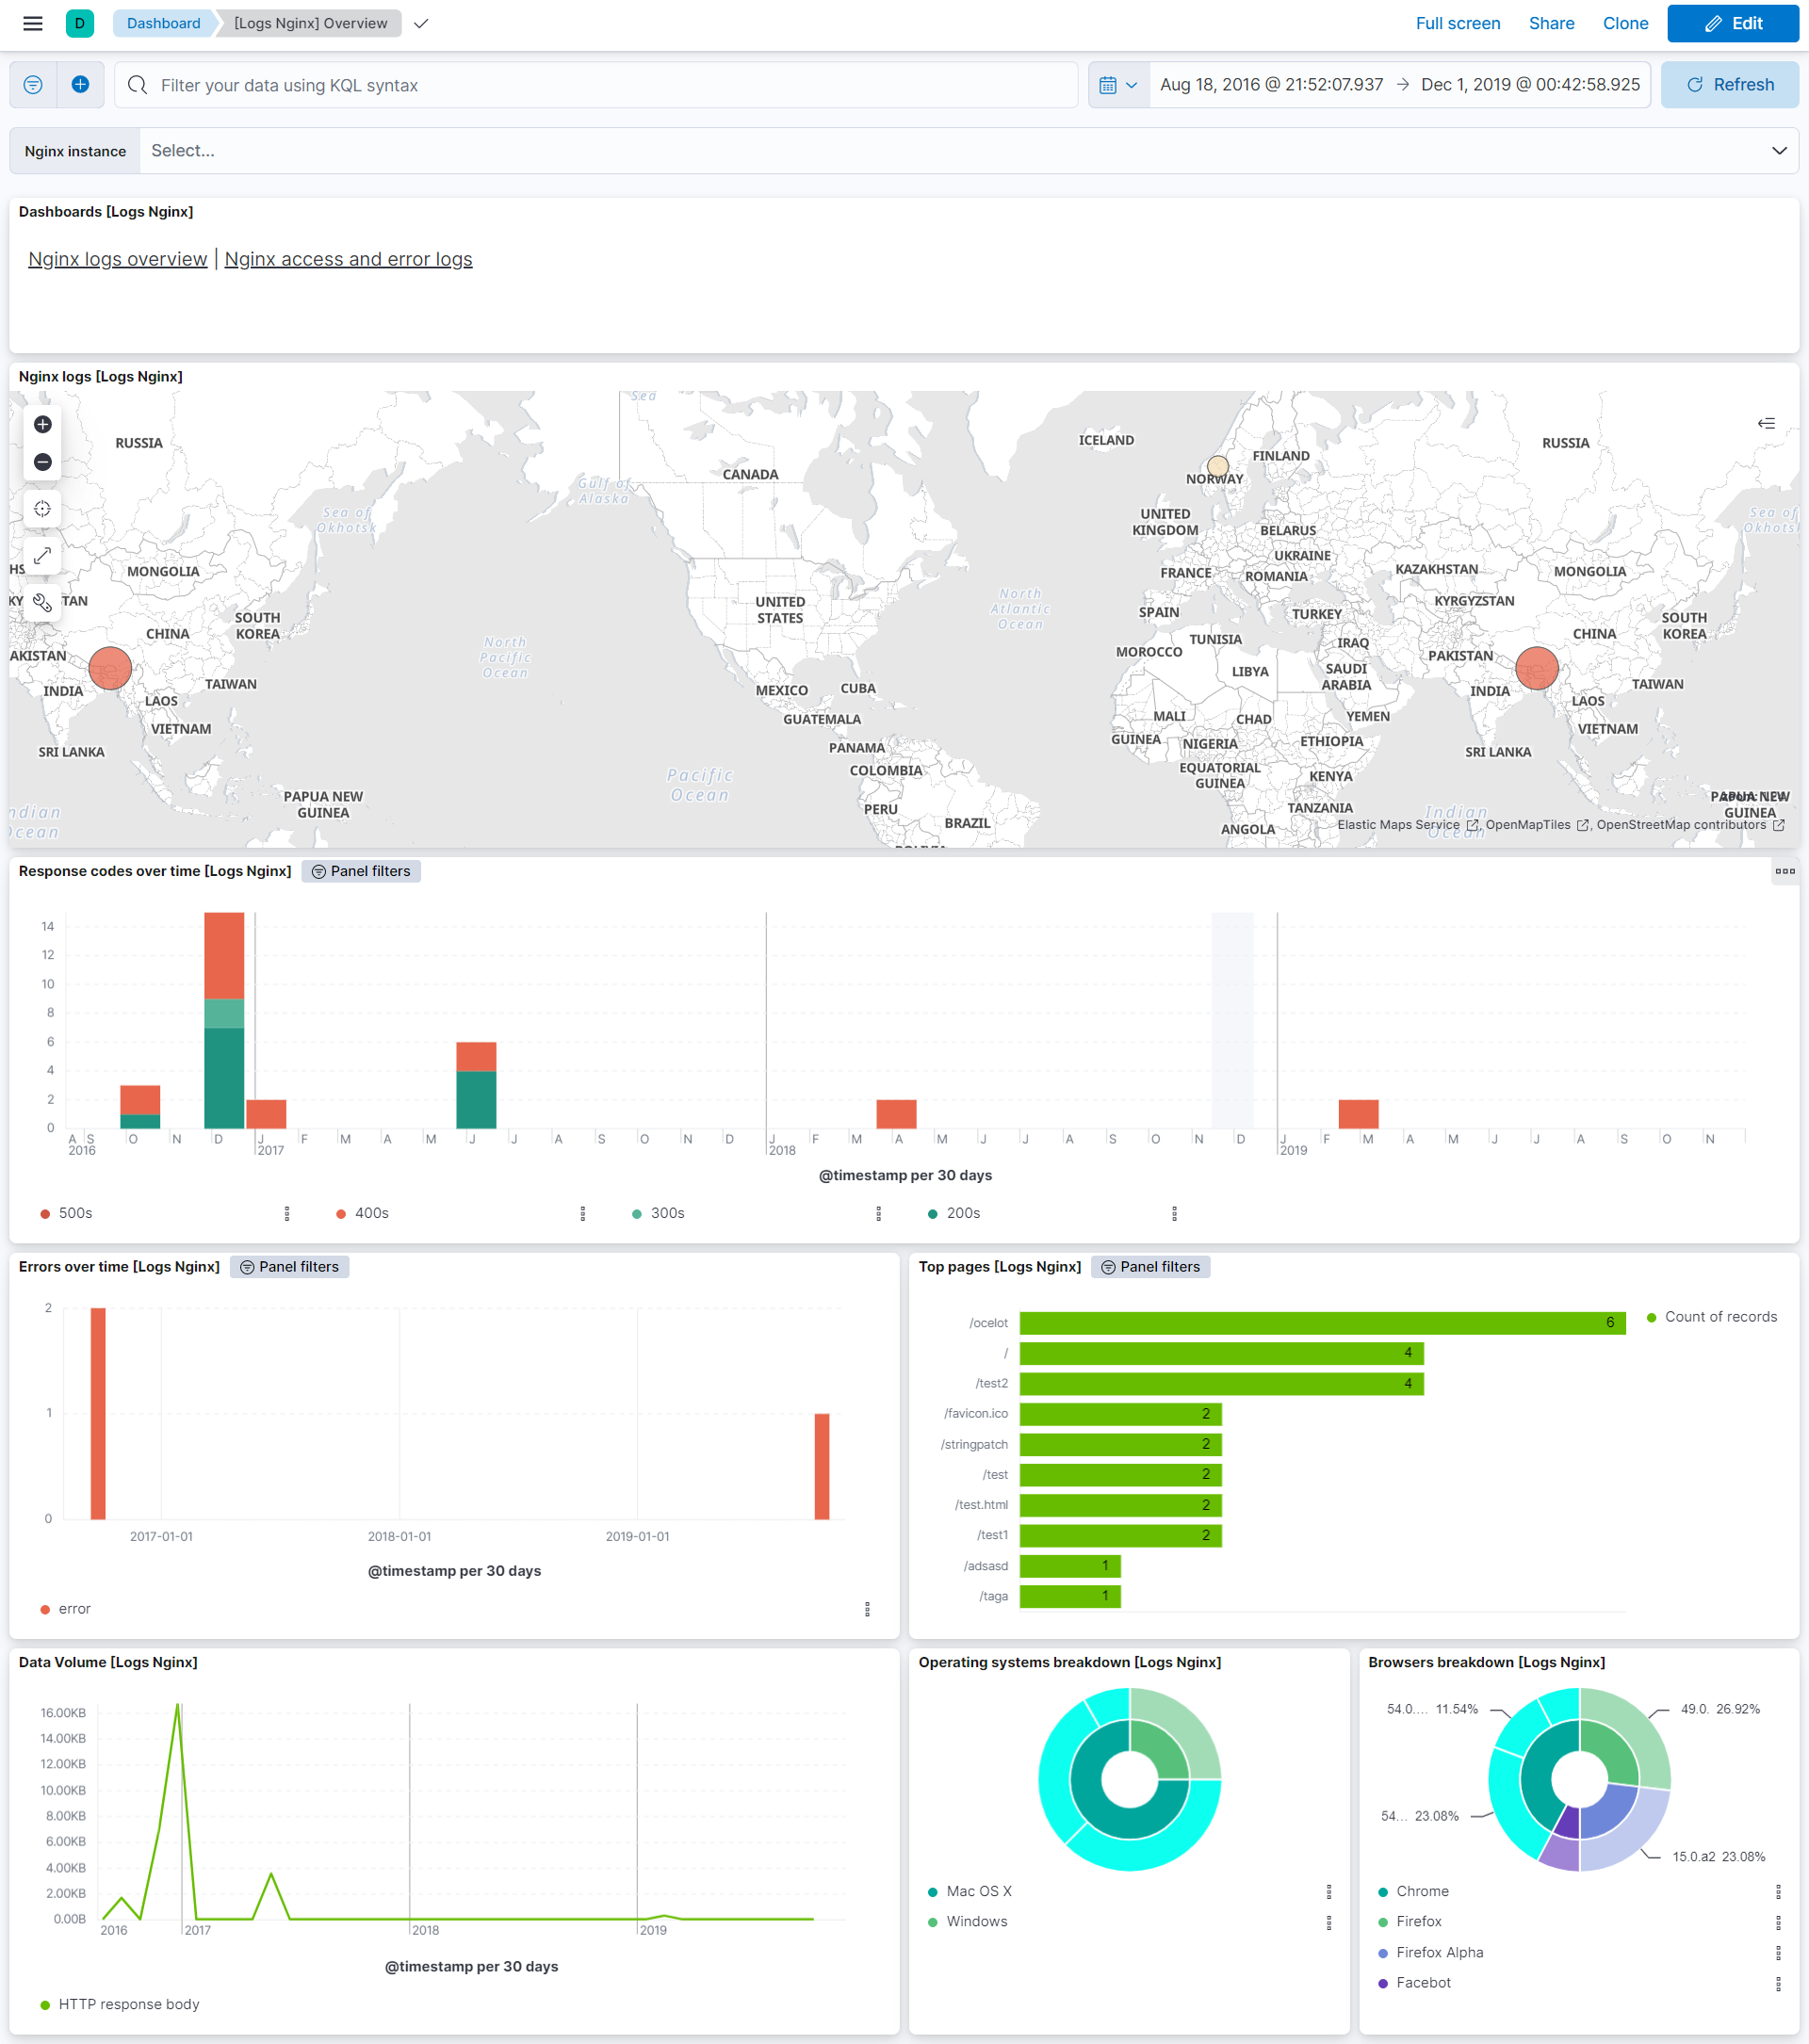 D Dashboard [Logs Nginx] Overview Full screen Share Clone Edit
Filter your data using KQL syntax Aug 18, 2016 @ 21:52:07.937 → Dec 1, 2019 @ 00:42:58.925 Refresh
Nginx instance Select...
Dashboards [Logs Nginx]
Nginx logs overview | Nginx access and error logs
Nginx logs [Logs Nginx]
Sea
RUSSIA ICELAND RUSSIA
CANADA FINLAND
NORWAY
Gulf of
Alaska
Sea of
Okhotsk
UNITED
KINGDOM BELARUS
UKRAINE
MONGOLIA FRANCE ROMANIA KAZAKHSTAN MONGOLIA
North
Atlantic
Ocean
UNITED
STATES
KYRGYZSTAN
SPAIN TURKEY
SOUTH
KOREA
SOUTH
KOREA
CHINA TUNISIA IRAQ CHINA
North
Pacific
Ocean
MOROCCO PAKISTAN
AKISTAN LIBYA SAUDI
ARABIA
INDIA TAIWAN MEXICO CUBA INDIA TAIWAN
LAOS LAOS
VIETNAM GUATEMALA MALI CHAD YEMEN VIETNAM
SRI LANKA PANAMA GUINEA NIGERIA ETHIOPIA SRI LANKA
COLOMBIA EQUATORIAL
GUINEA KENYA
Pacific
Ocean
PAPUA NEW
GUINEA
PERU BRAZIL TANZANIA
ANGOLA
Indian
Ocean
PAPUA NEW
GUINEA
Elastic Maps Service , OpenMapTiles , OpenStreetMap contributors
Response codes over time [Logs Nginx] Panel filters
14
12
10
8
6
4
2
0
A S O N D J F M A M J J A S O N D J F M A M J J A S O N D J F M A M J J A S O N
2016 2017 2018 2019
@timestamp per 30 days
500s 400s 300s 200s
Errors over time [Logs Nginx] Panel filters
2
1
0
2017-01-01 2018-01-01 2019-01-01
@timestamp per 30 days
error
Top pages [Logs Nginx] Panel filters
/ocelot 6 Count of records
/ 4
/test2 4
/favicon.ico 2
/stringpatch 2
/test 2
/test.html 2
/test1 2
/adsasd 1
/taga 1
Data Volume [Logs Nginx]
16.00KB
14.00KB
12.00KB
10.00KB
8.00KB
6.00KB
4.00KB
2.00KB
0.00B
2016 2017 2018 2019
@timestamp per 30 days
HTTP response body
Operating systems breakdown [Logs Nginx]
Mac OS X
Windows
Browsers breakdown [Logs Nginx]
54.0.... 11.54% 49.0. 26.92%
54... 23.08%
15.0.a2 23.08%
Chrome
Firefox
Firefox Alpha
Facebot